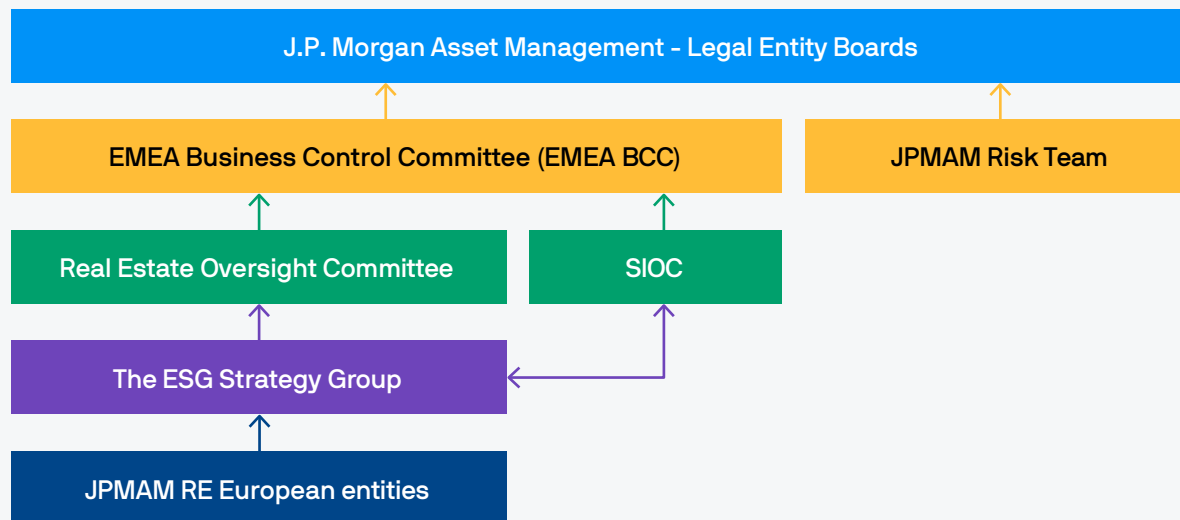 J.P. Morgan Asset Management - Legal Entity Boards
EMEA Business Control Committee (EMEA BCC)
JPMAM Risk Team
Real Estate Oversight Committee
SIOC
The ESG Strategy Group
JPMAM RE European entities